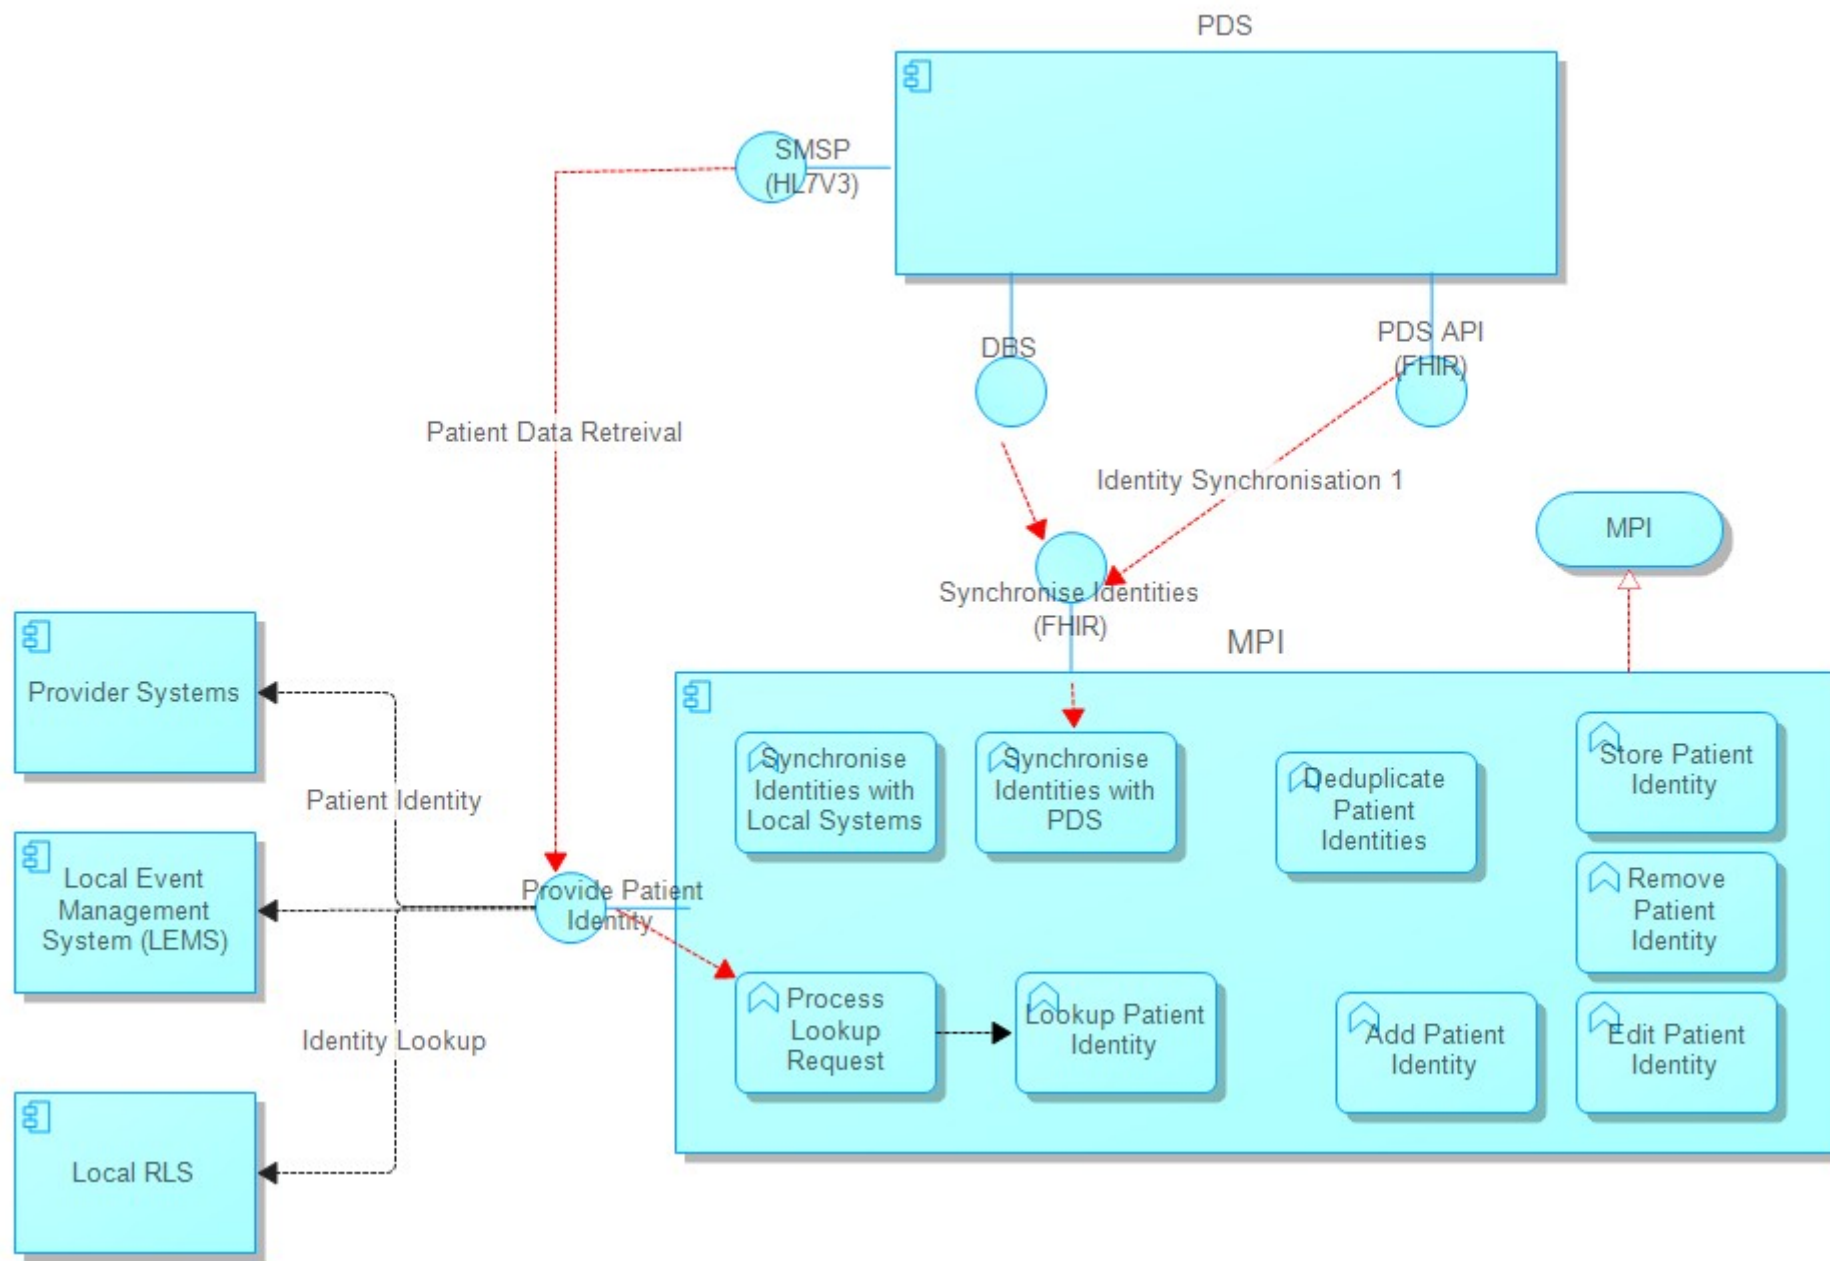 PDS
SMSP
(HL7V3)
DBS
PDS API
(FHIR)
Patient Data Retreival
Identity Synchronisation 1
MPI
Synchronise Identities
(FHIR)
MPI
Provider Systems
Patient Identity
Local Event
Management
System (LEMS)
Identity Lookup
Local RLS
Provide Patient
Identity
Synchronise
Identities with
Local Systems
Synchronise
Identities with
PDS
Deduplicate
Patient
Identities
Store Patient
Identity
Remove
Patient
Identity
Process
Lookup
Request
Lookup Patient
Identity
Add Patient
Identity
Edit Patient
Identity